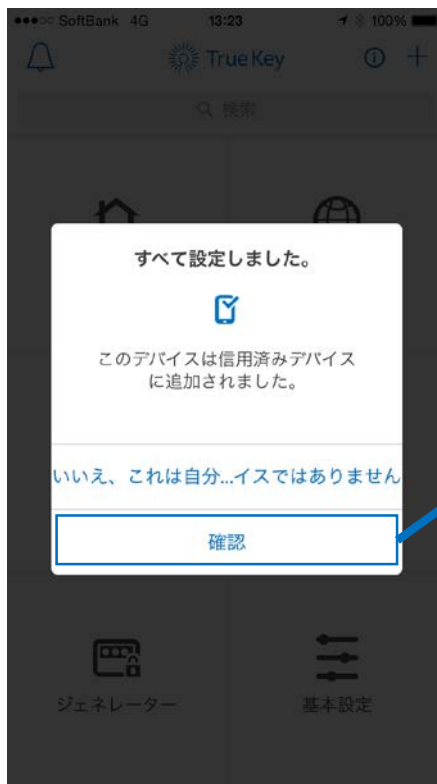 SoftBank 4G 13:23 100%
True Key
検索
すべて設定しました。
このデバイスは信用済みデバイス
に追加されました。
いいえ、これは自分...イスではありません
確認
ジェネレーター 基本設定